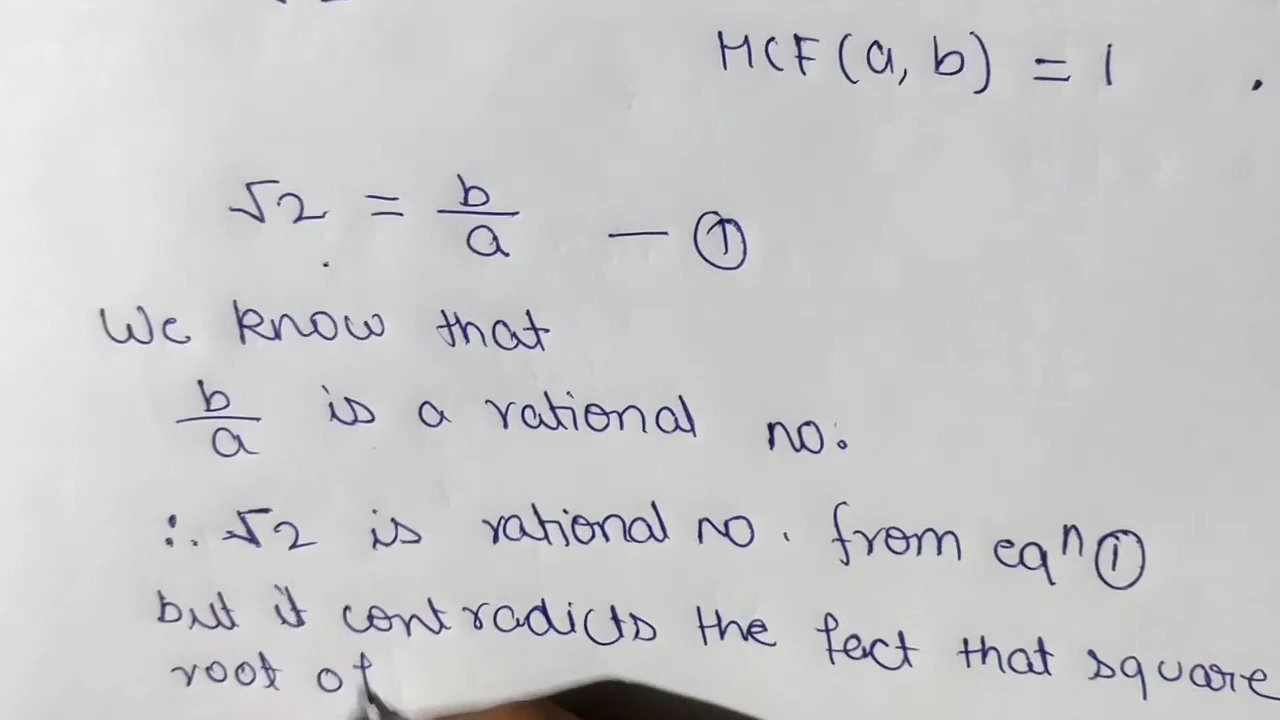 HCF(a, b) = 1
√2 = b/a — ①
We know that
b/a is a rational no.
∴ √2 is rational no. from eqⁿ ①
but it contradicts the fact that square
root of